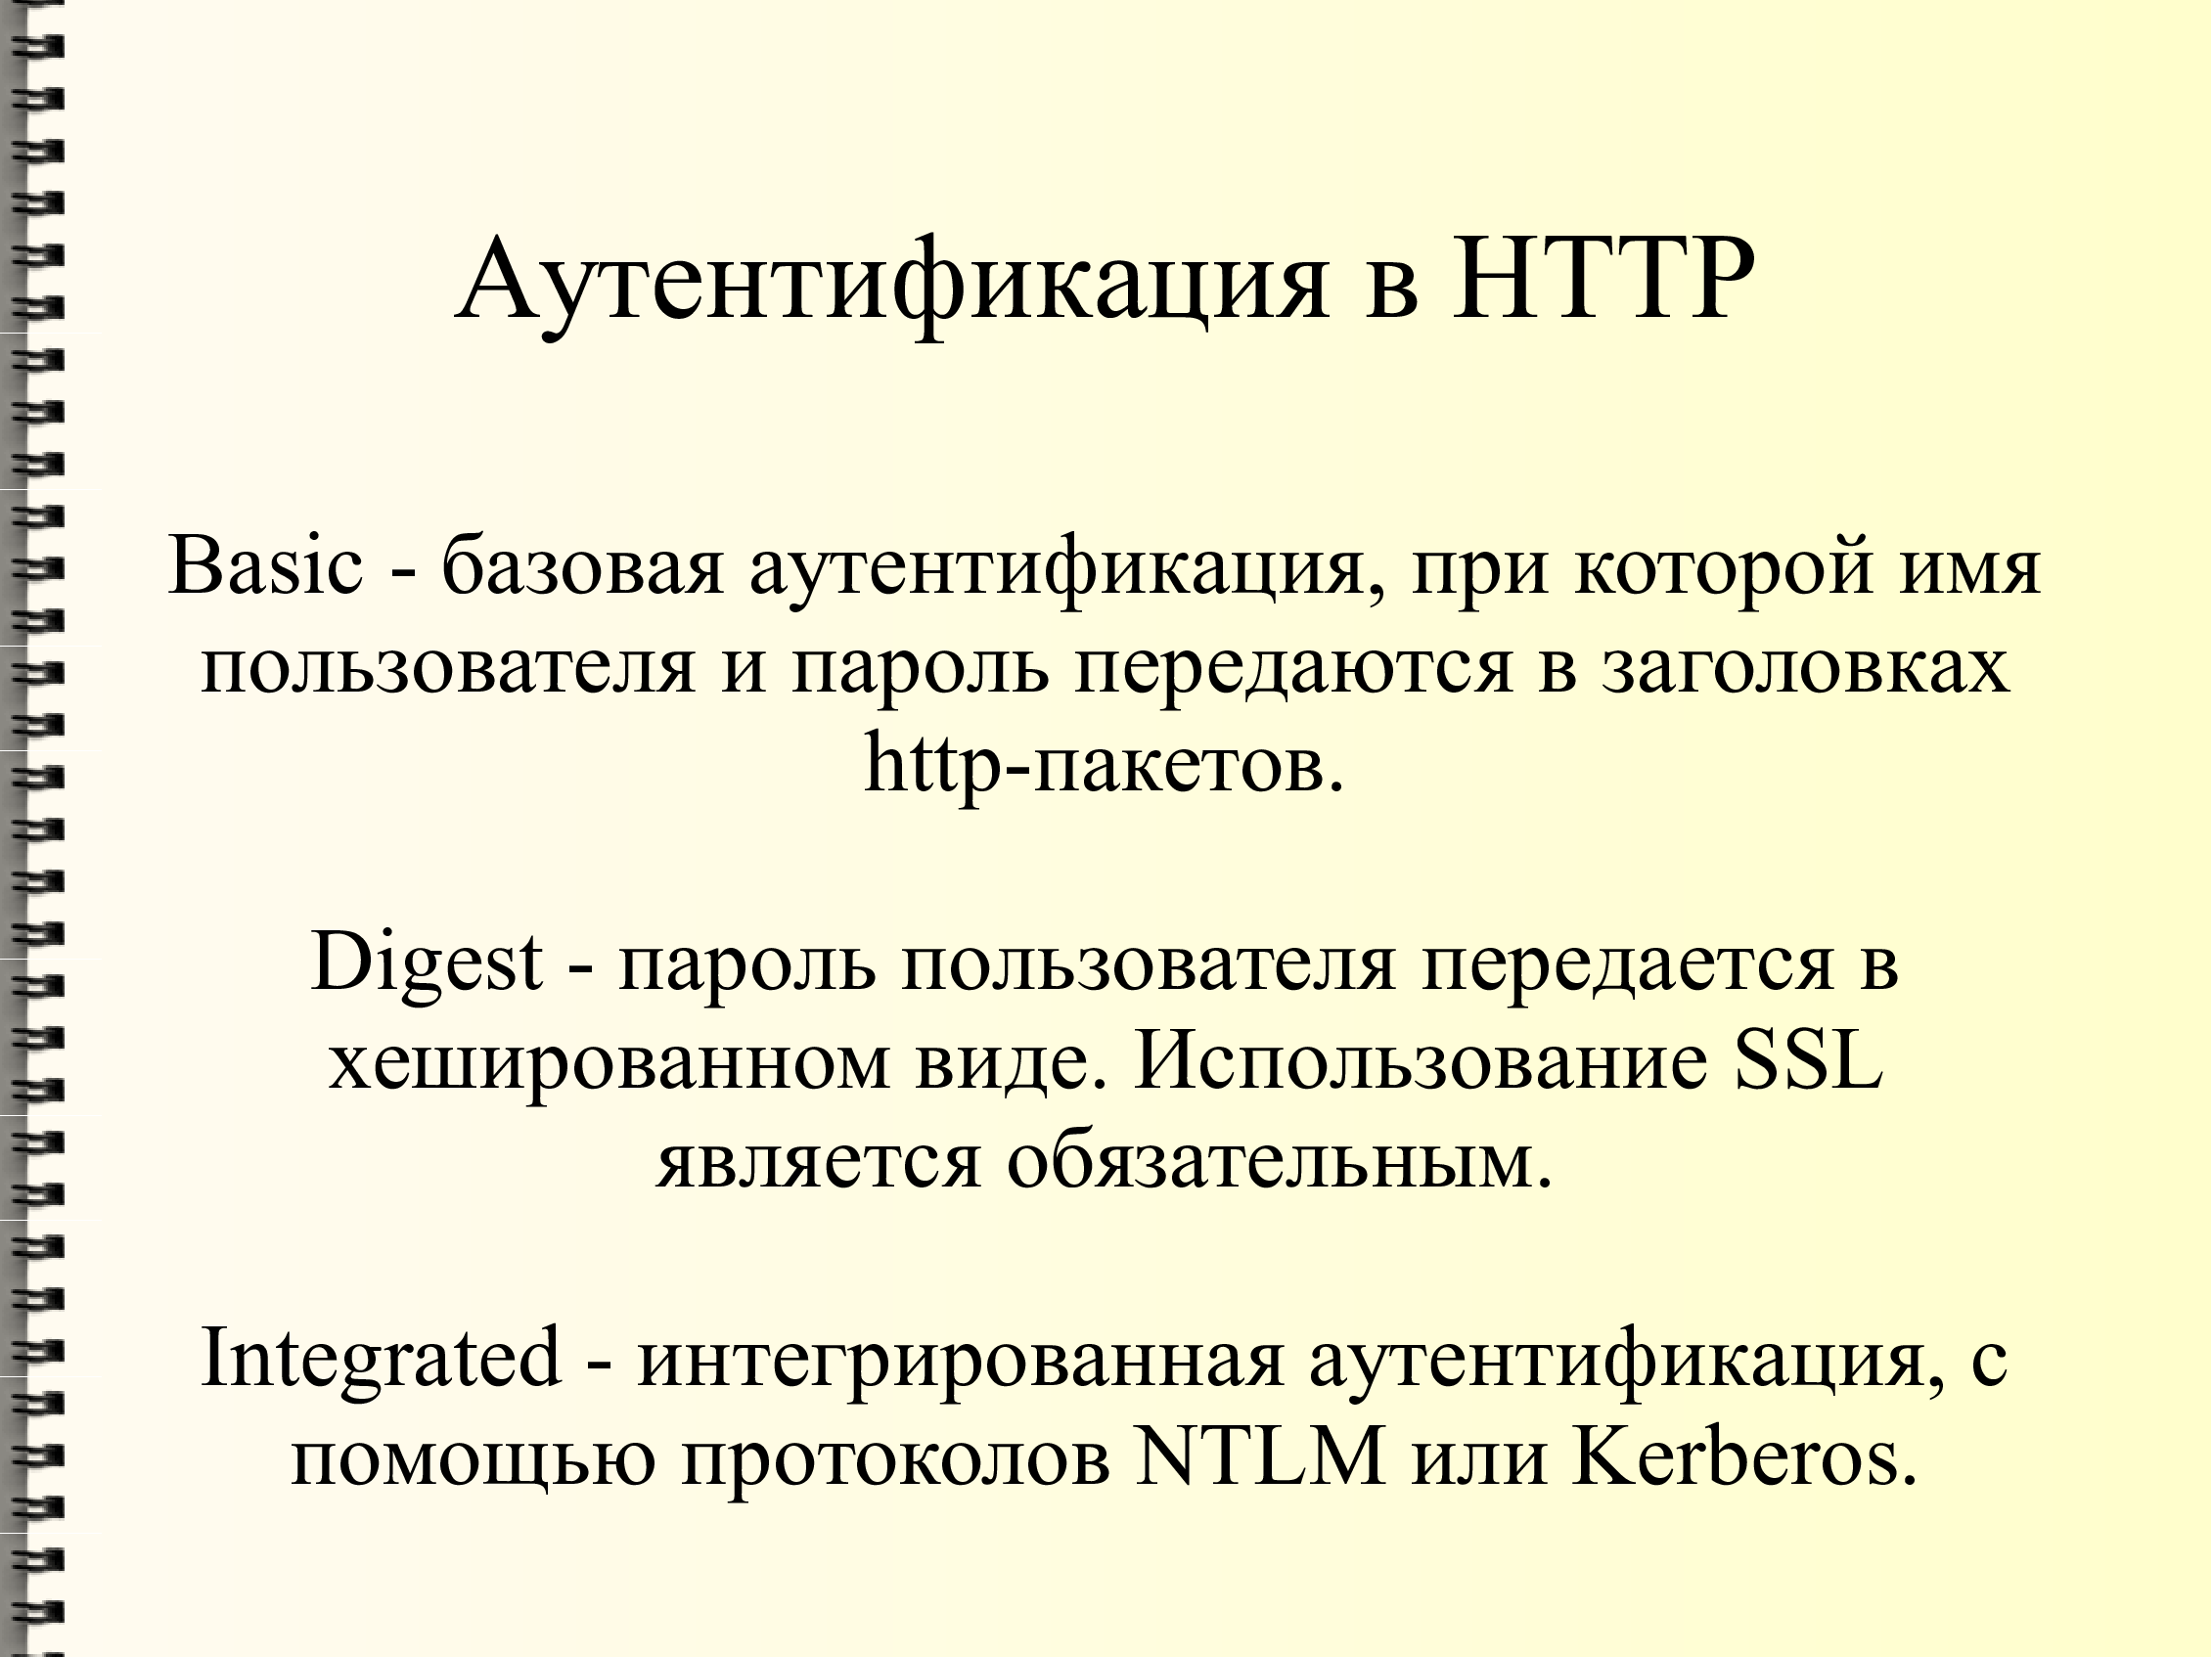 Аутентификация в HTTP
Basic - базовая аутентификация, при которой имя
пользователя и пароль передаются в заголовках
http-пакетов.
Digest - пароль пользователя передается в
хешированном виде. Использование SSL
является обязательным.
Integrated - интегрированная аутентификация, с
помощью протоколов NTLM или Kerberos.